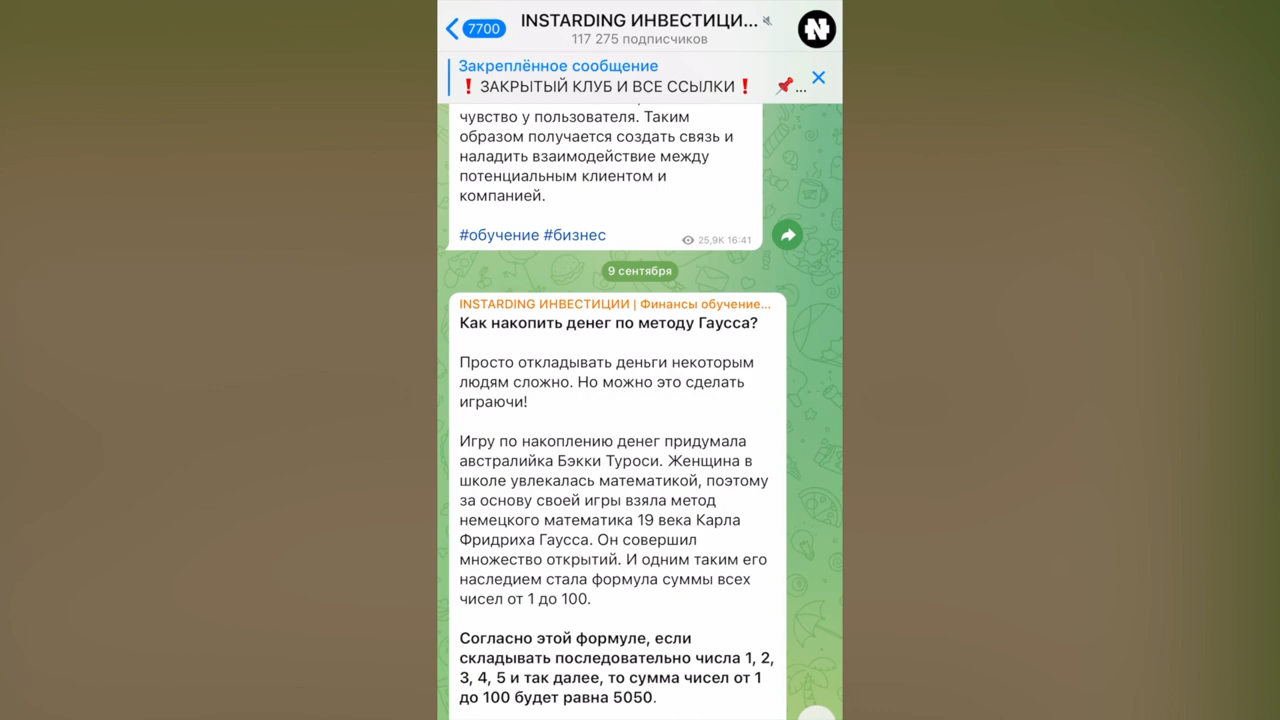 7700
INSTARDING ИНВЕСТИЦИ...
117 275 подписчиков
Закреплённое сообщение
❗ ЗАКРЫТЫЙ КЛУБ И ВСЕ ССЫЛКИ❗ 📌...
чувство у пользователя. Таким
образом получается создать связь и
наладить взаимодействие между
потенциальным клиентом и
компанией.
#обучение #бизнес
25,9K 16:41
9 сентября
INSTARDING ИНВЕСТИЦИИ | Финансы обучение...
Как накопить денег по методу Гаусса?
Просто откладывать деньги некоторым
людям сложно. Но можно это сделать
играючи!
Игру по накоплению денег придумала
австралийка Бэкки Туроси. Женщина в
школе увлекалась математикой, поэтому
за основу своей игры взяла метод
немецкого математика 19 века Карла
Фридриха Гаусса. Он совершил
множество открытий. И одним таким его
наследием стала формула суммы всех
чисел от 1 до 100.
Согласно этой формуле, если
складывать последовательно числа 1, 2,
3, 4, 5 и так далее, то сумма чисел от 1
до 100 будет равна 5050.